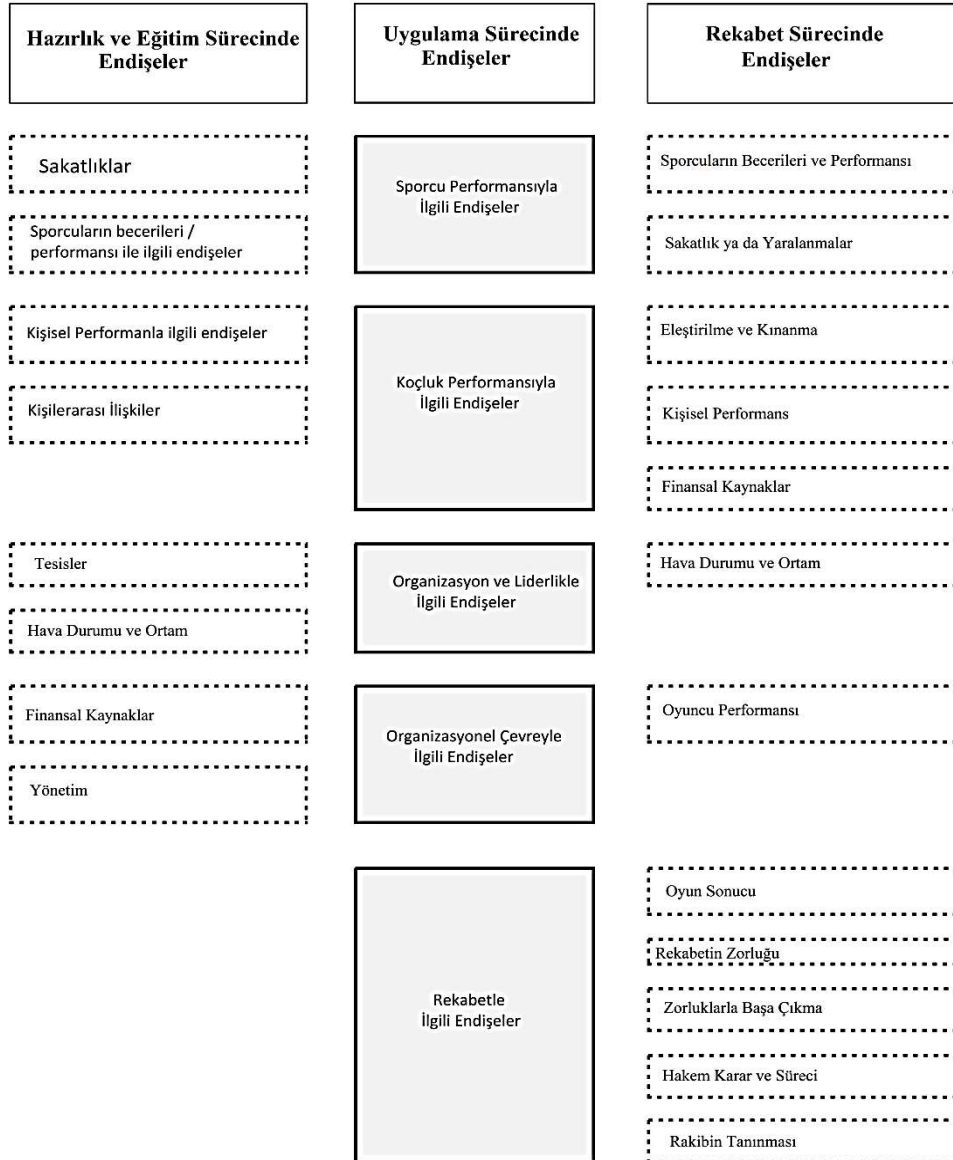 Hazırlık ve Eğitim Sürecinde
Endişeler
Uygulama Sürecinde
Endişeler
Rekabet Sürecinde
Endişeler
Sakatlıklar
Sporcuların becerileri /
performansı ile ilgili endişeler
Sporcu Performansıyla
İlgili Endişeler
Sporcuların Becerileri ve Performansı
Sakatlık ya da Yaralanmalar
Kişisel Performanla ilgili endişeler
Kişilerarası İlişkiler
Koçluk Performansıyla
İlgili Endişeler
Eleştirilme ve Kınanma
Kişisel Performans
Finansal Kaynaklar
Tesisler
Hava Durumu ve Ortam
Organizasyon ve Liderlikle
İlgili Endişeler
Hava Durumu ve Ortam
Finansal Kaynaklar
Yönetim
Organizasyonel Çevreyle
İlgili Endişeler
Oyuncu Performansı
Rekabetle
İlgili Endişeler
Oyun Sonucu
Rekabetin Zorluğu
Zorluklarla Başa Çıkma
Hakem Karar ve Süreci
Rakibin Tanınması